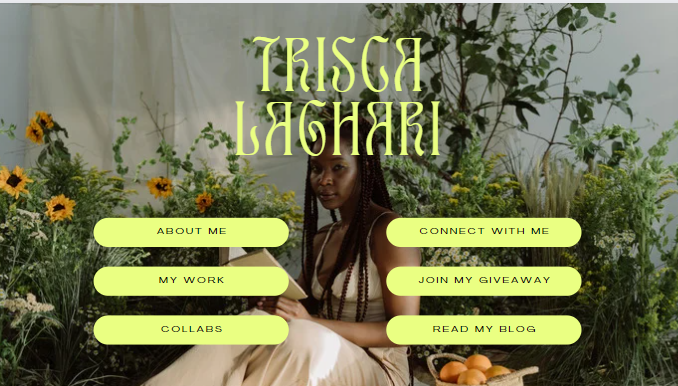 TRISCA
LAGHARI
ABOUT ME
CONNECT WITH ME
MY WORK
JOIN MY GIVEAWAY
COLLABS
READ MY BLOG